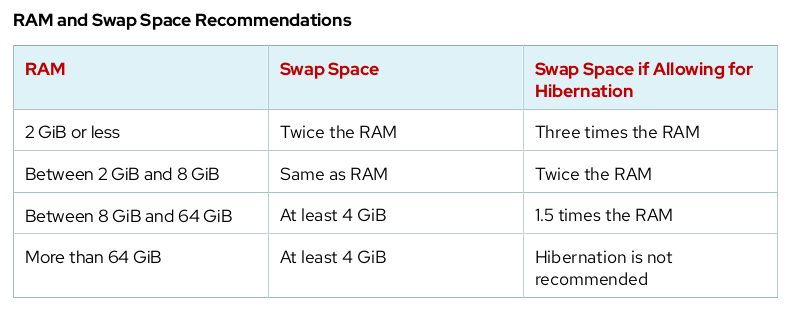 RAM and Swap Space Recommendations
RAM
Swap Space
Swap Space if Allowing for
Hibernation
2 GiB or less
Twice the RAM
Three times the RAM
Between 2 GiB and 8 GiB
Same as RAM
Twice the RAM
Between 8 GiB and 64 GiB
At least 4 GiB
1.5 times the RAM
More than 64 GiB
At least 4 GiB
Hibernation is not
recommended